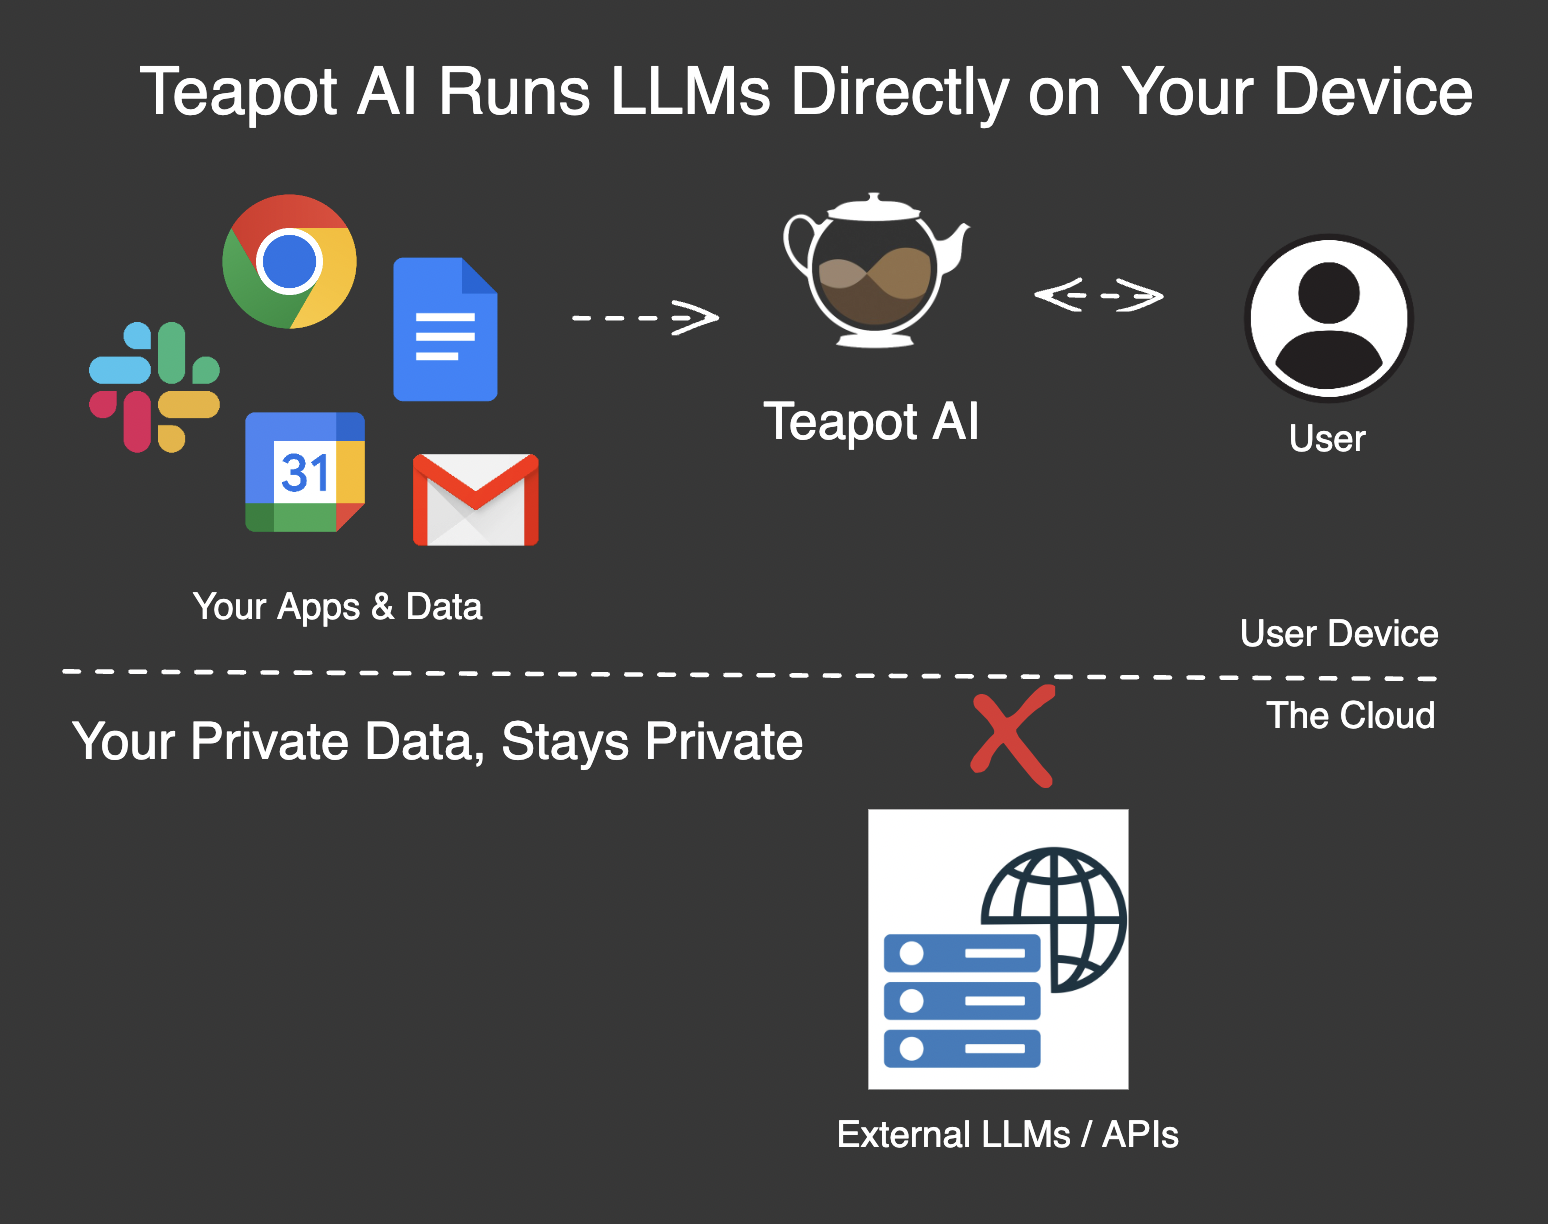 Teapot AI Runs LLMs Directly on Your Device
31
Teapot AI
User
Your Apps & Data
User Device
The Cloud
Your Private Data, Stays Private
External LLMs / APIs